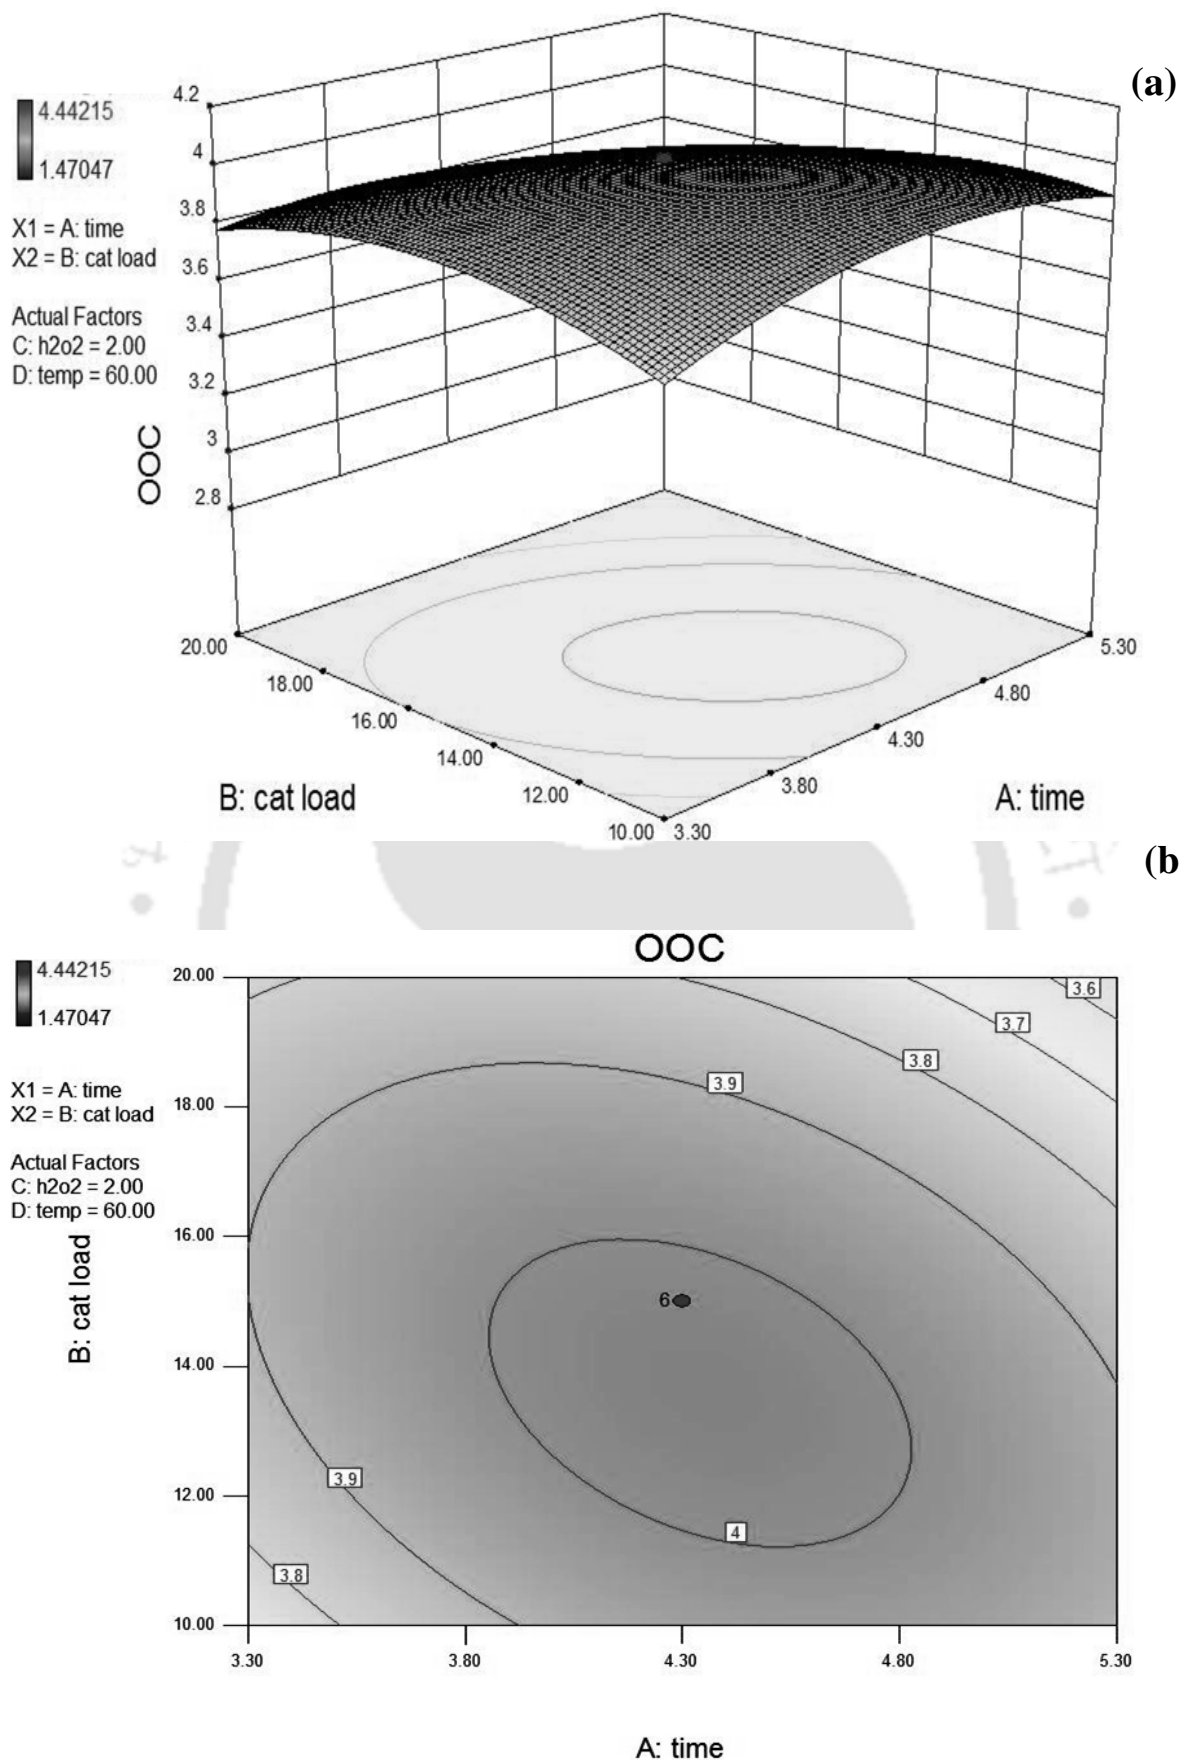 (a)
4.44215
1.47047
X1 = A: time
X2 = B: cat load
Actual Factors
C: h2o2 = 2.00
D: temp = 60.00
OOC
4.2
4
3.8
3.6
3.4
3.2
3
2.8
20.00
18.00
16.00
14.00
12.00
10.00
B: cat load
3.30
3.80
4.30
4.80
5.30
A: time
(b
OOC
4.44215
1.47047
X1 = A: time
X2 = B: cat load
Actual Factors
C: h2o2 = 2.00
D: temp = 60.00
B: cat load
20.00
18.00
16.00
14.00
12.00
10.00
3.6
3.7
3.8
3.9
6
3.9
4
3.8
3.30
3.80
4.30
4.80
5.30
A: time